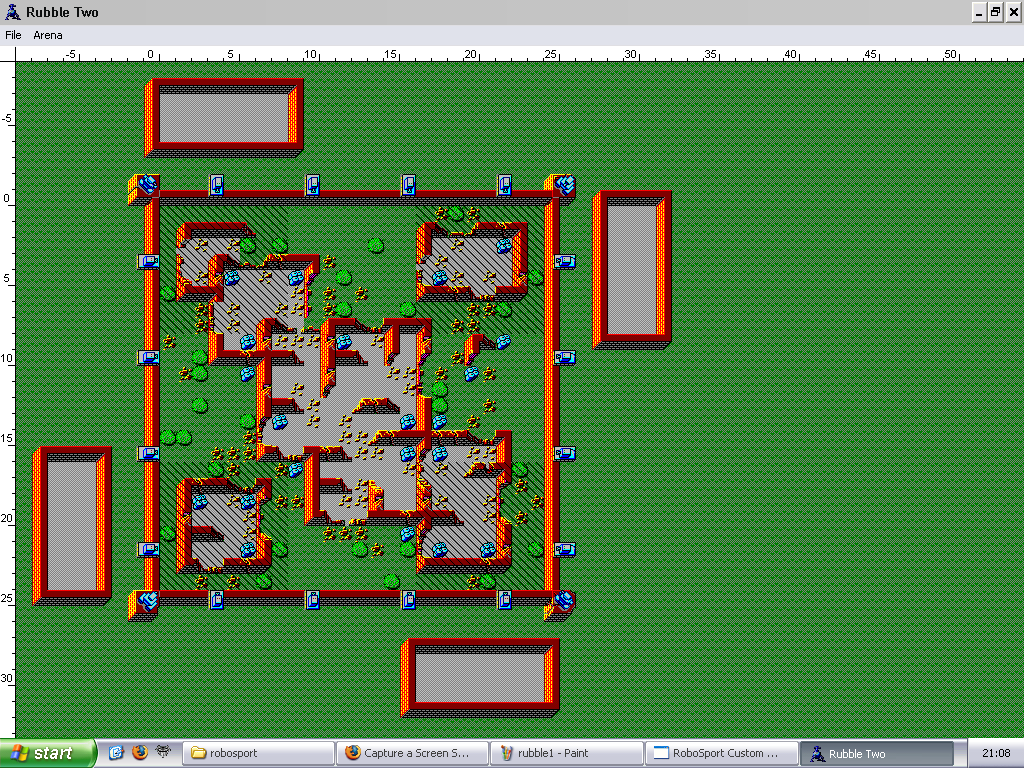 Rubble Two
File Arena
-5 0 5 10 15 20 25 30 35 40 45 50
-5
0
5
10
15
20
25
30
start robosport Capture a Screen S... rubble1 - Paint RoboSport Custom ... Rubble Two 21:08